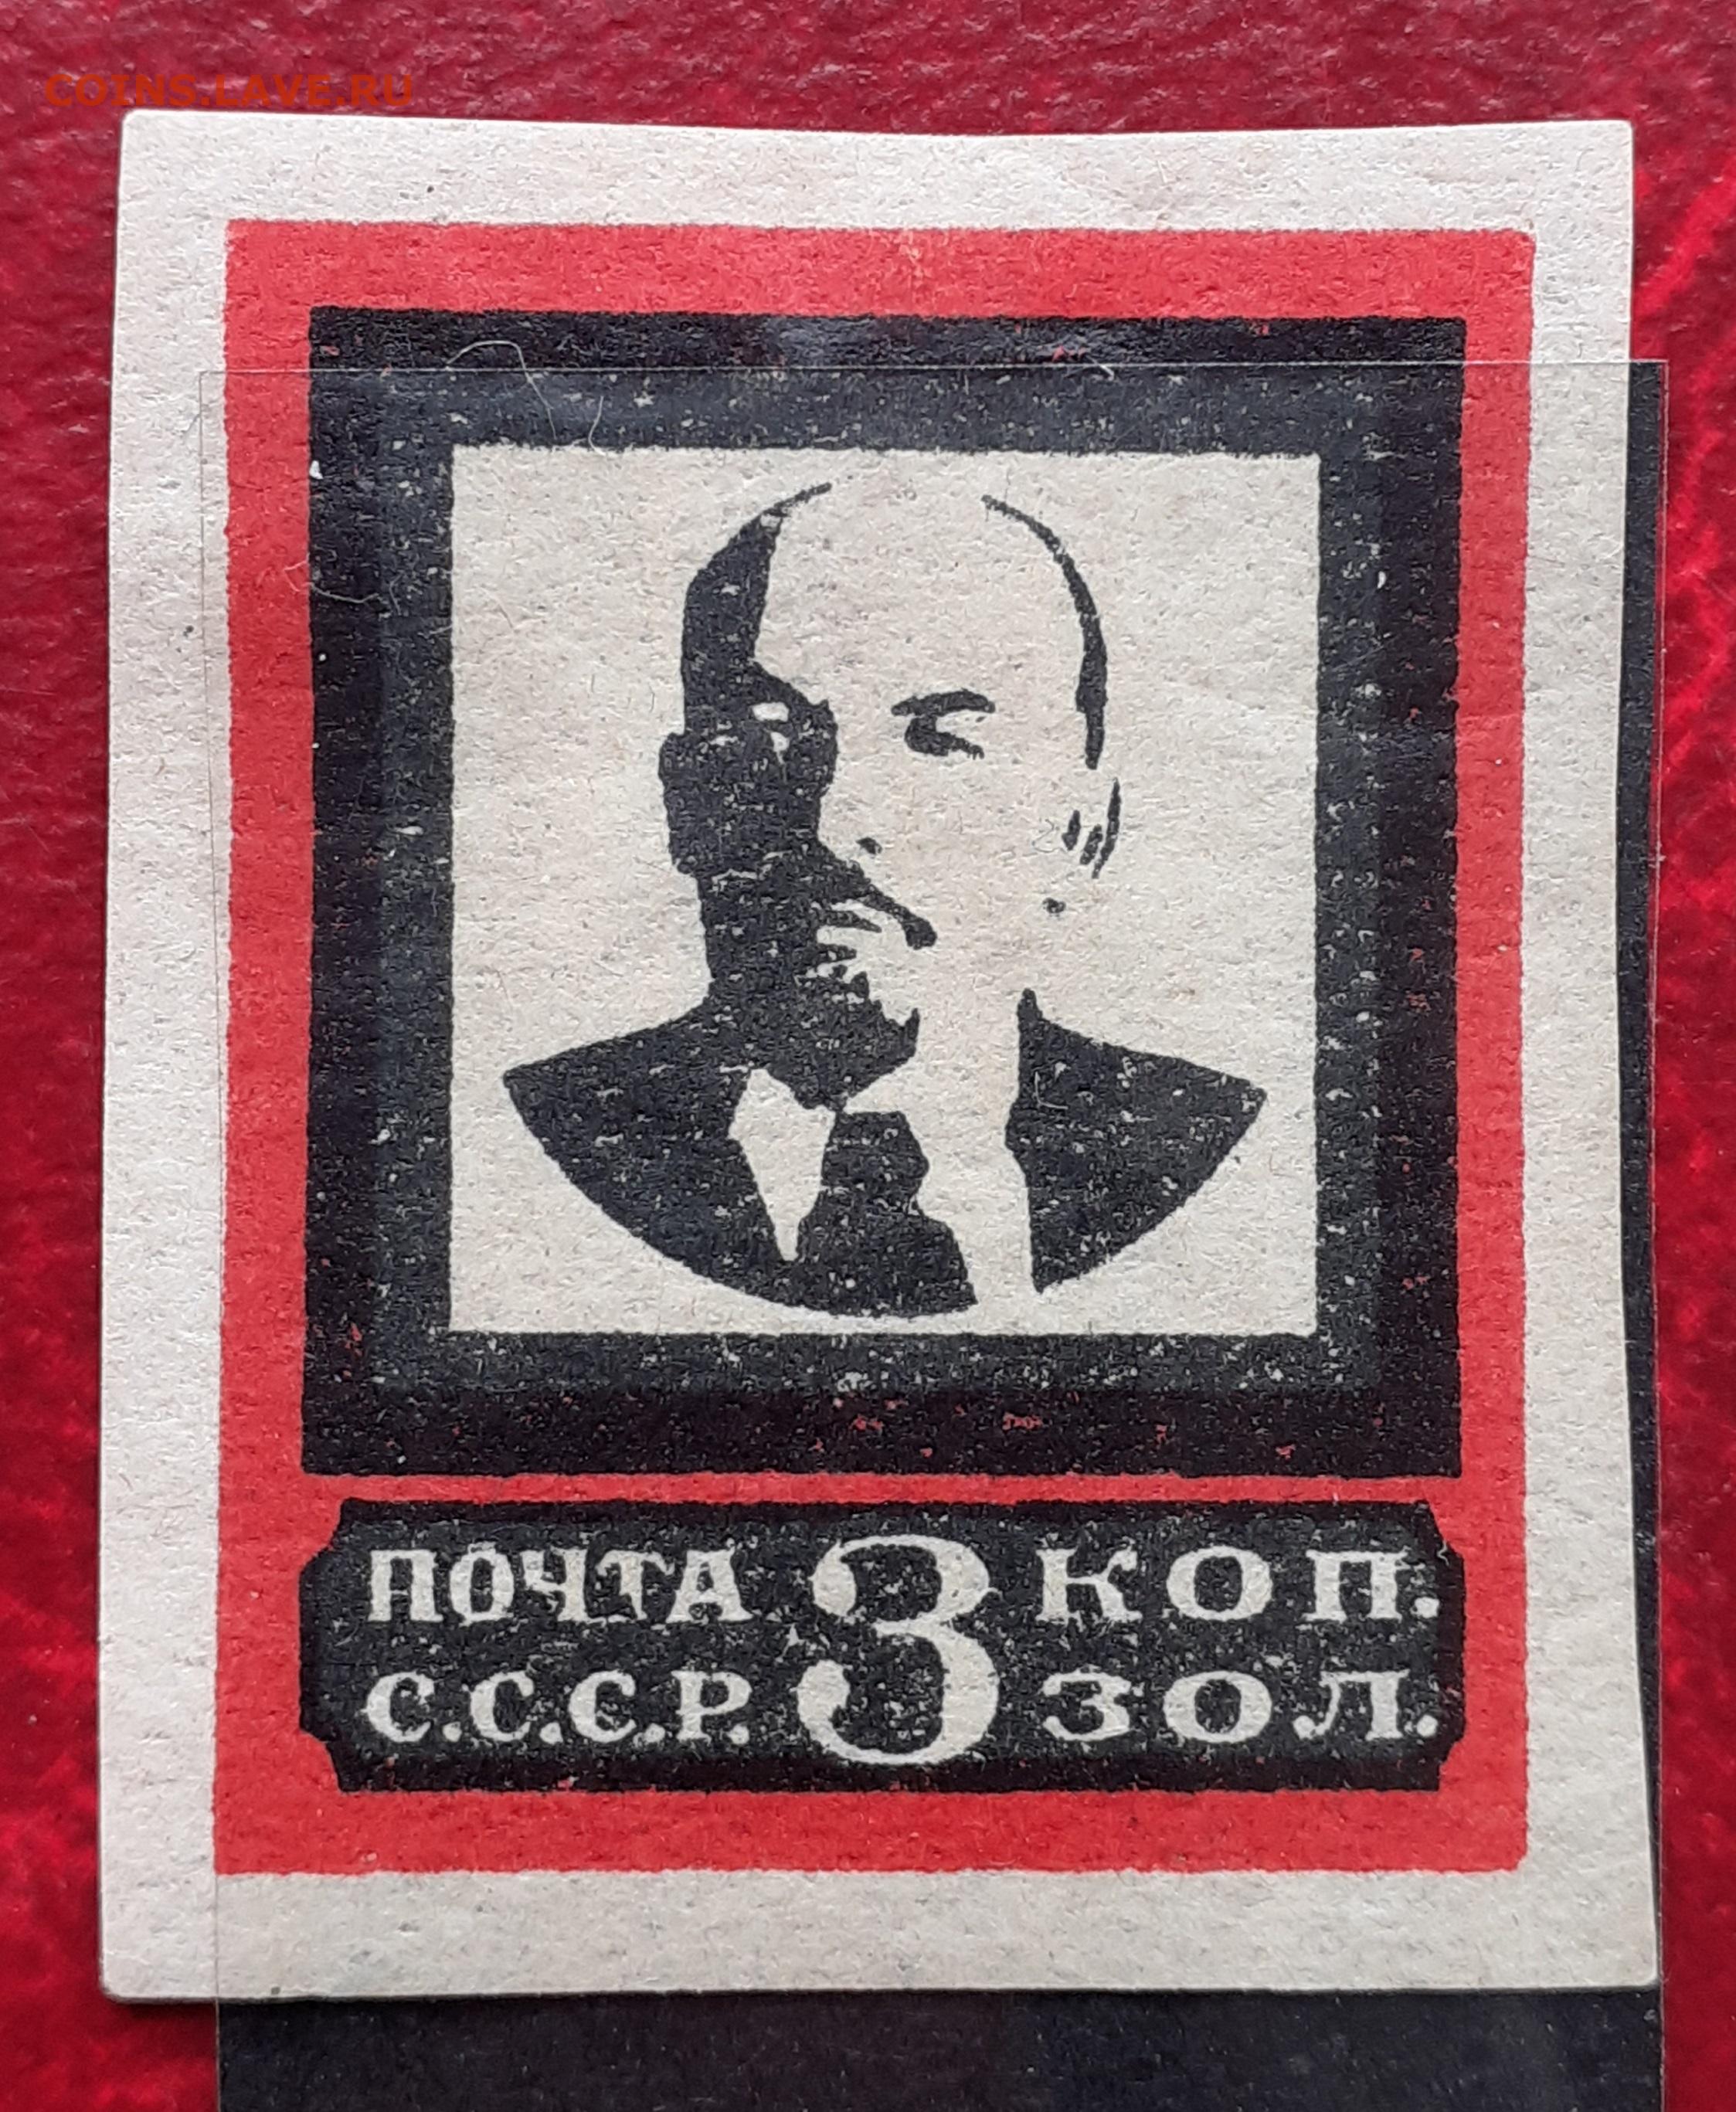 COINS.LAVE.RU
ПОЧТА 3 КОП.
С.С.С.Р. ЗОЛ.